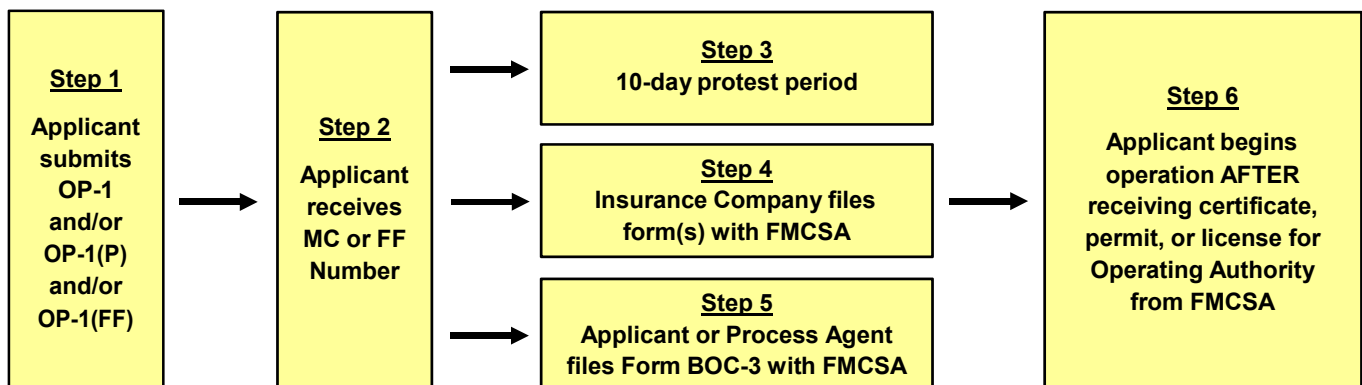 Step 1
Applicant
submits
OP-1
and/or
OP-1(P)
and/or
OP-1(FF)
Step 2
Applicant
receives
MC or FF
Number
Step 3
10-day protest period
Step 4
Insurance Company files
form(s) with FMCSA
Step 5
Applicant or Process Agent
files Form BOC-3 with FMCSA
Step 6
Applicant begins
operation AFTER
receiving certificate,
permit, or license for
Operating Authority
from FMCSA